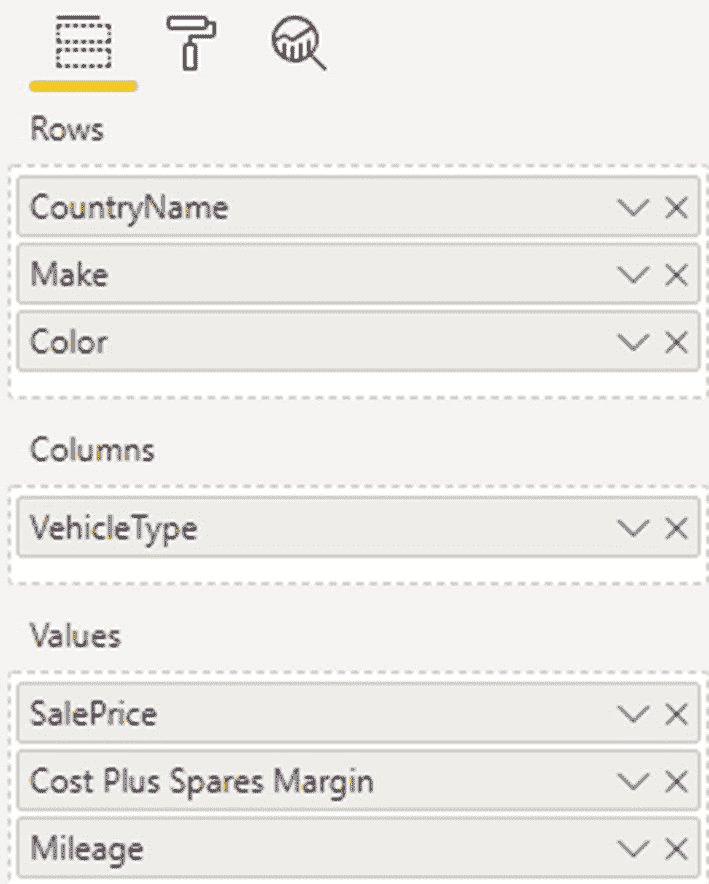 Rows
CountryName
Make
Color
Columns
VehicleType
Values
SalePrice
Cost Plus Spares Margin
Mileage